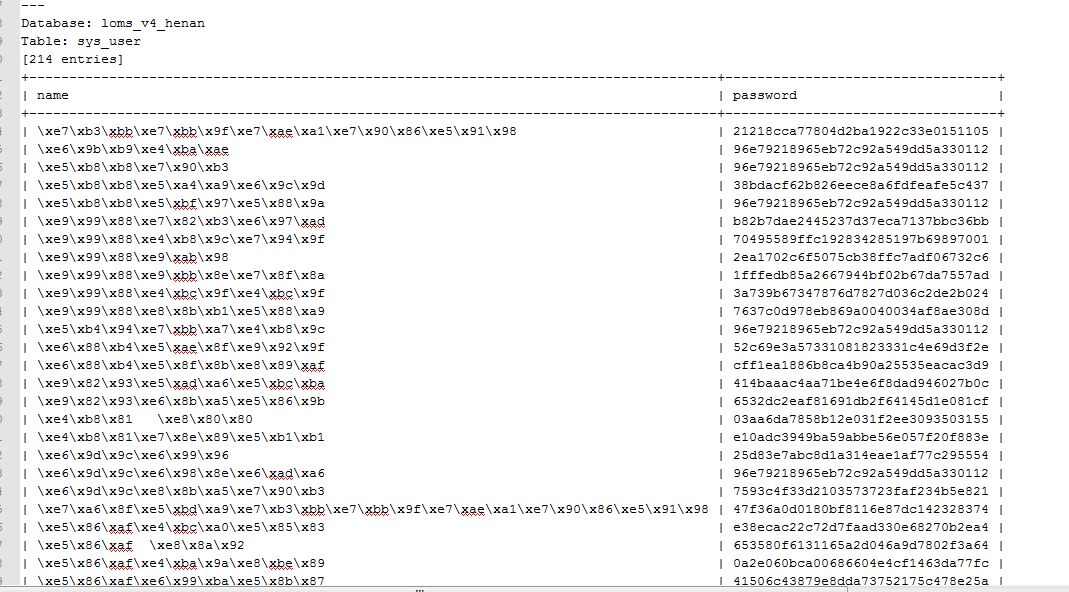 ---
Database: loms_v4_henan
Table: sys_user
[214 entries]
+---------------------------------------------------------------------------------------+----------------------------------+
| name | password |
+---------------------------------------------------------------------------------------+----------------------------------+
| \xe7\xb3\xbb\xe7\xbb\x9f\xe7\xae\xa1\xe7\x90\x86\xe5\x91\x98 | 21218cca77804d2ba1922c33e0151105 |
| \xe6\x9b\xb9\xe4\xba\xae | 96e79218965eb72c92a549dd5a330112 |
| \xe5\xb8\xb8\xe7\x90\xb3 | 96e79218965eb72c92a549dd5a330112 |
| \xe5\xb8\xb8\xe5\xa4\xa9\xe6\x9c\x9d | 38bdacf62b826eece8a6fdfeafe5c437 |
| \xe5\xb8\xb8\xe5\xbf\x97\xe5\x88\x9a | 96e79218965eb72c92a549dd5a330112 |
| \xe9\x99\x88\xe7\x82\xb3\xe6\x97\xad | b82b7dae2445237d37eca7137bbc36bb |
| \xe9\x99\x88\xe4\xb8\x9c\xe7\x94\x9f | 70495589ffc192834285197b69897001 |
| \xe9\x99\x88\xe9\xab\x98 | 2ea1702c6f5075cb38ffc7adf06732c6 |
| \xe9\x99\x88\xe9\xbb\x8e\xe7\x8f\x8a | 1fffedb85a2667944bf02b67da7557ad |
| \xe9\x99\x88\xe4\xbc\x9f\xe4\xbc\x9f | 3a739b67347876d7827d036c2de2b024 |
| \xe9\x99\x88\xe8\x8b\xb1\xe5\x88\xa9 | 7637c0d978eb869a0040034af8ae308d |
| \xe5\xb4\x94\xe7\xbb\xa7\xe4\xb8\x9c | 96e79218965eb72c92a549dd5a330112 |
| \xe6\x88\xb4\xe5\xae\x8f\xe9\x92\x9f | 52c69e3a57331081823331c4e69d3f2e |
| \xe6\x88\xb4\xe5\x8f\x8b\xe8\x89\xaf | cff1ea1886b8ca4b90a25535eacac3d9 |
| \xe9\x82\x93\xe5\xad\xa6\xe5\xbc\xba | 414baaac4aa71be4e6f8dad946027b0c |
| \xe9\x82\x93\xe6\x8b\xa5\xe5\x86\x9b | 6532dc2eaf81691db2f64145d1e081cf |
| \xe4\xb8\x81   \xe8\x80\x80 | 03aa6da7858b12e031f2ee3093503155 |
| \xe4\xb8\x81\xe7\x8e\x89\xe5\xb1\xb1 | e10adc3949ba59abbe56e057f20f883e |
| \xe6\x9d\x9c\xe6\x99\x96 | 25d83e7abc8d1a314eae1af77c295554 |
| \xe6\x9d\x9c\xe6\x98\x8e\xe6\xad\xa6 | 96e79218965eb72c92a549dd5a330112 |
| \xe6\x9d\x9c\xe8\x8b\xa5\xe7\x90\xb3 | 7593c4f33d2103573723faf234b5e821 |
| \xe7\xa6\x8f\xe5\xbd\xa9\xe7\xb3\xbb\xe7\xbb\x9f\xe7\xae\xa1\xe7\x90\x86\xe5\x91\x98 | 47f36a0d0180bf8116e87dc142328374 |
| \xe5\x86\xaf\xe4\xbc\xa0\xe5\x85\x83 | e38ecac22c72d7faad330e68270b2ea4 |
| \xe5\x86\xaf  \xe8\x8a\x92 | 653580f6131165a2d046a9d7802f3a64 |
| \xe5\x86\xaf\xe4\xba\x9a\xe8\xbe\x89 | 0a2e060bca00686604e4cf1463da77fc |
| \xe5\x86\xaf\xe6\x99\xba\xe5\x8b\x87 | 41506c43879e8dda73752175c478e25a |